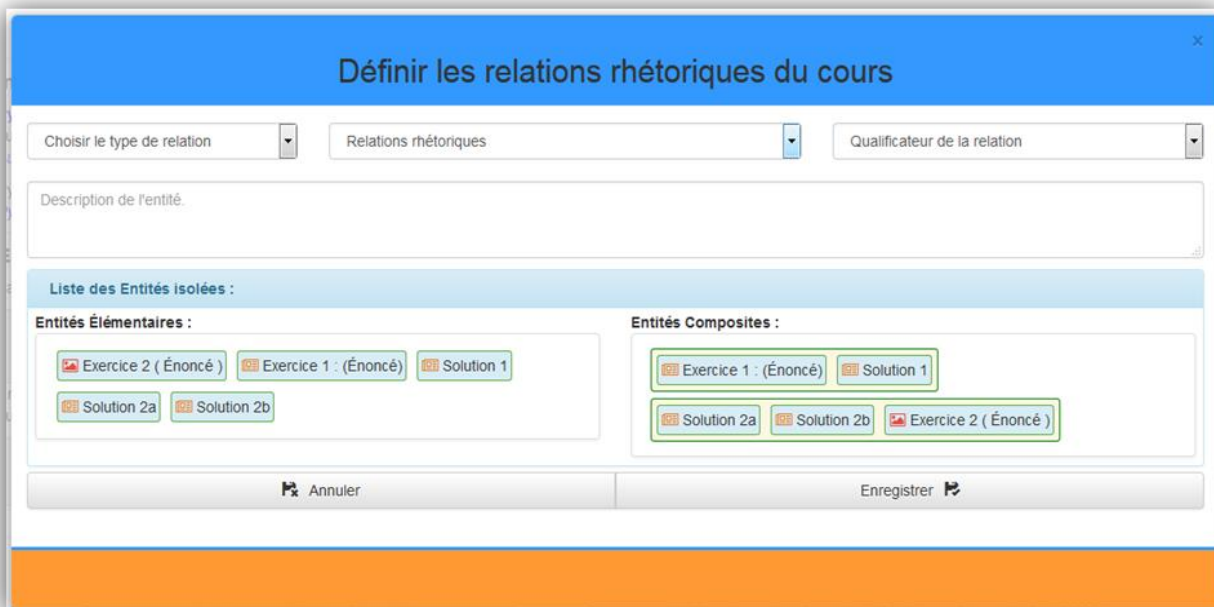 x
Définir les relations rhétoriques du cours
Choisir le type de relation
Relations rhétoriques
Qualificateur de la relation
Description de l'entité.
Liste des Entités isolées :
Entités Élémentaires :
Exercice 2 ( Énoncé ) Exercice 1 : (Énoncé) Solution 1
Solution 2a Solution 2b
Entités Composites :
Exercice 1 : (Énoncé) Solution 1
Solution 2a Solution 2b Exercice 2 ( Énoncé )
Annuler
Enregistrer